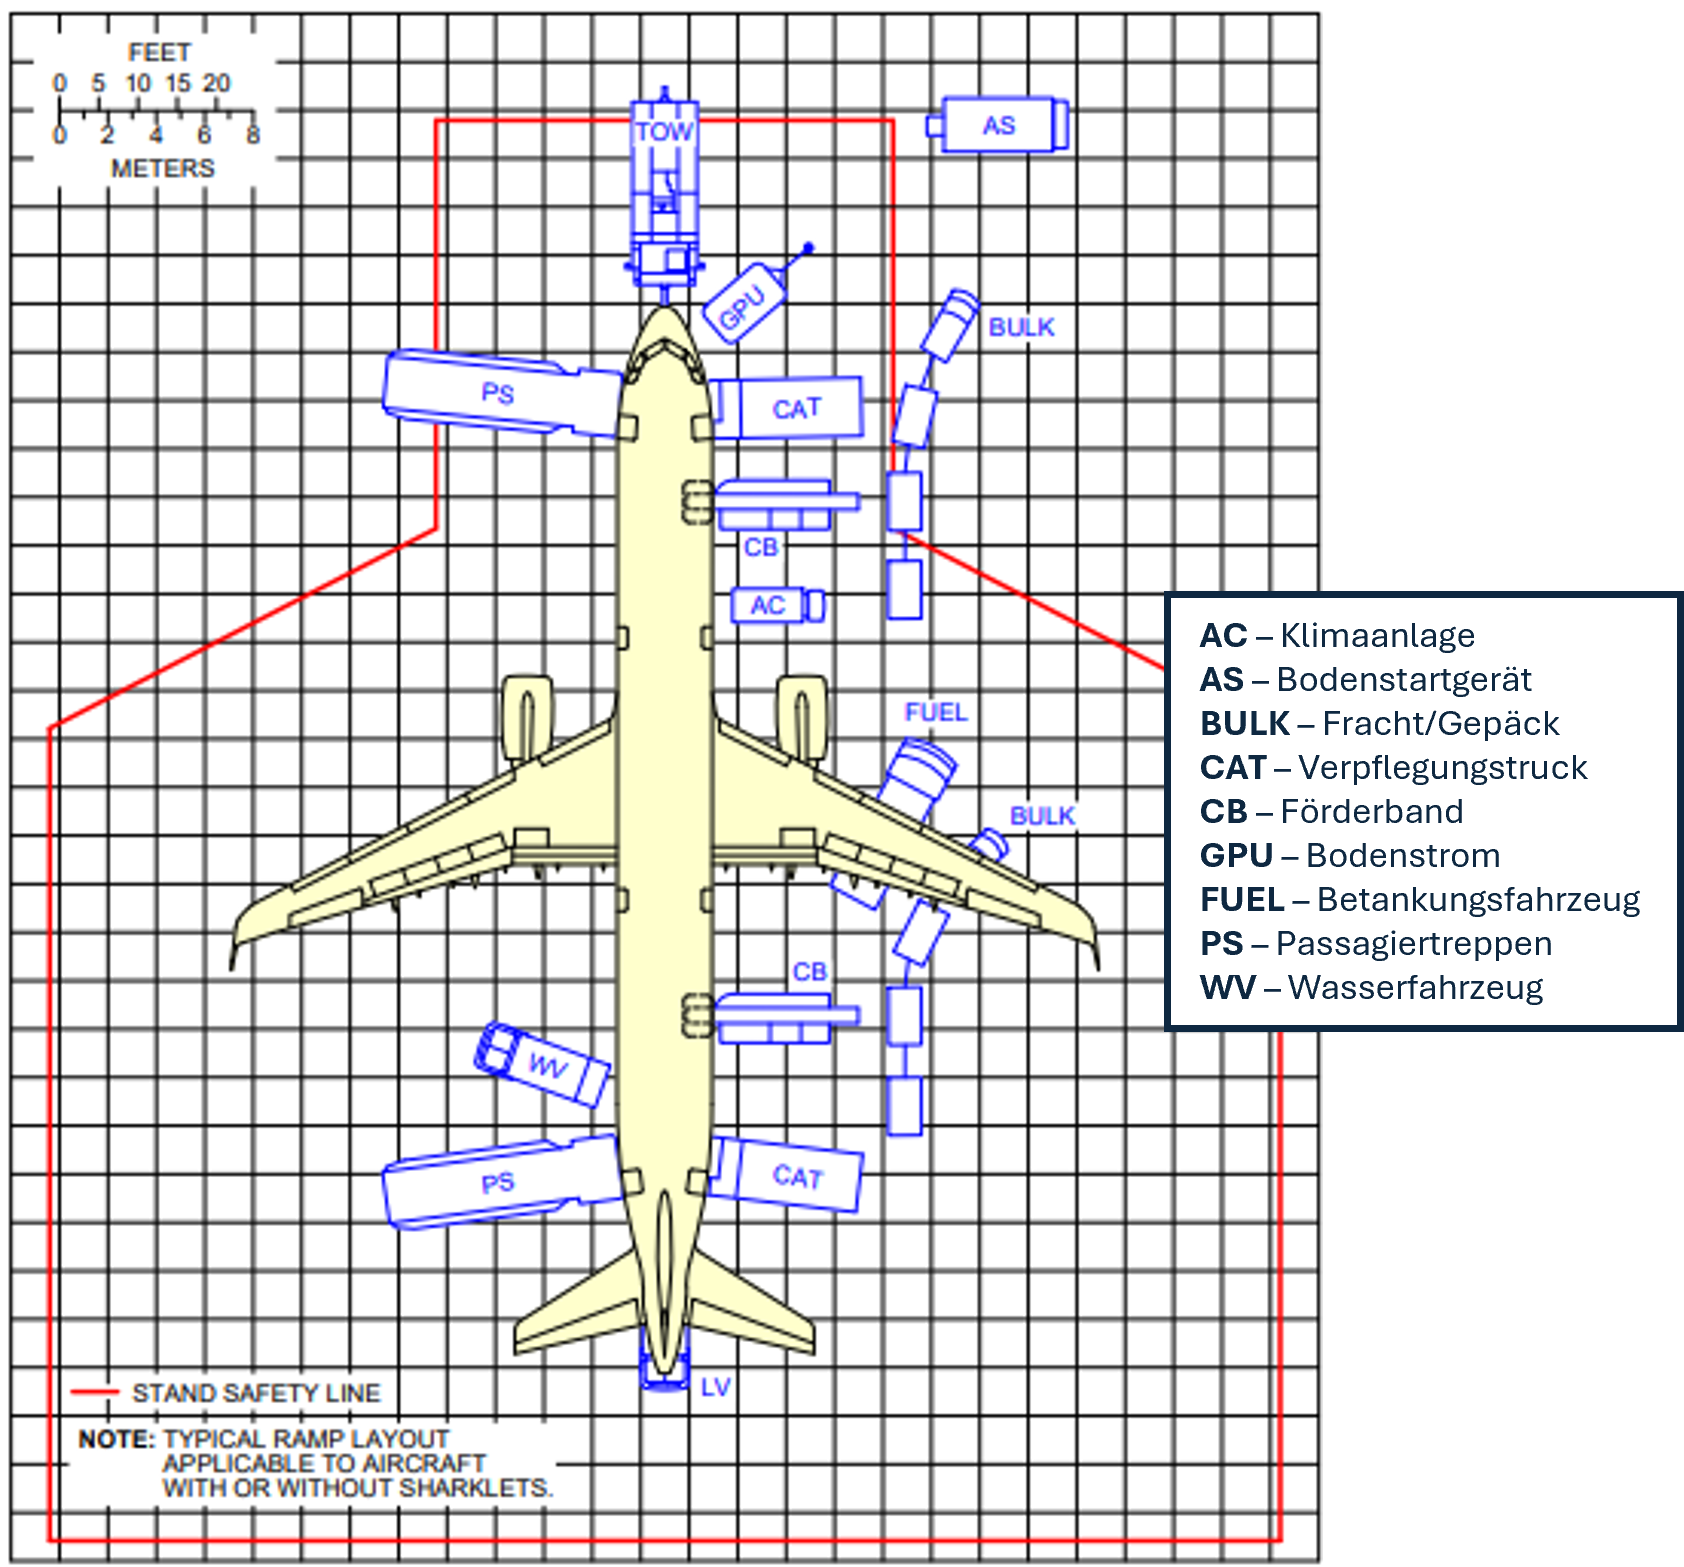 FEET
0 5 10 15 20
0 2 4 6 8
METERS
TOW
AS
GPU
BULK
PS
CAT
CB
AC
FUEL
BULK
CB
WV
PS
CAT
LV
AC – Klimaanlage
AS – Bodenstartgerät
BULK – Fracht/Gepäck
CAT – Verpflegungstruck
CB – Förderband
GPU – Bodenstrom
FUEL – Betankungsfahrzeug
PS – Passagiertreppen
WV – Wasserfahrzeug
STAND SAFETY LINE
NOTE: TYPICAL RAMP LAYOUT
APPLICABLE TO AIRCRAFT
WITH OR WITHOUT SHARKLETS.